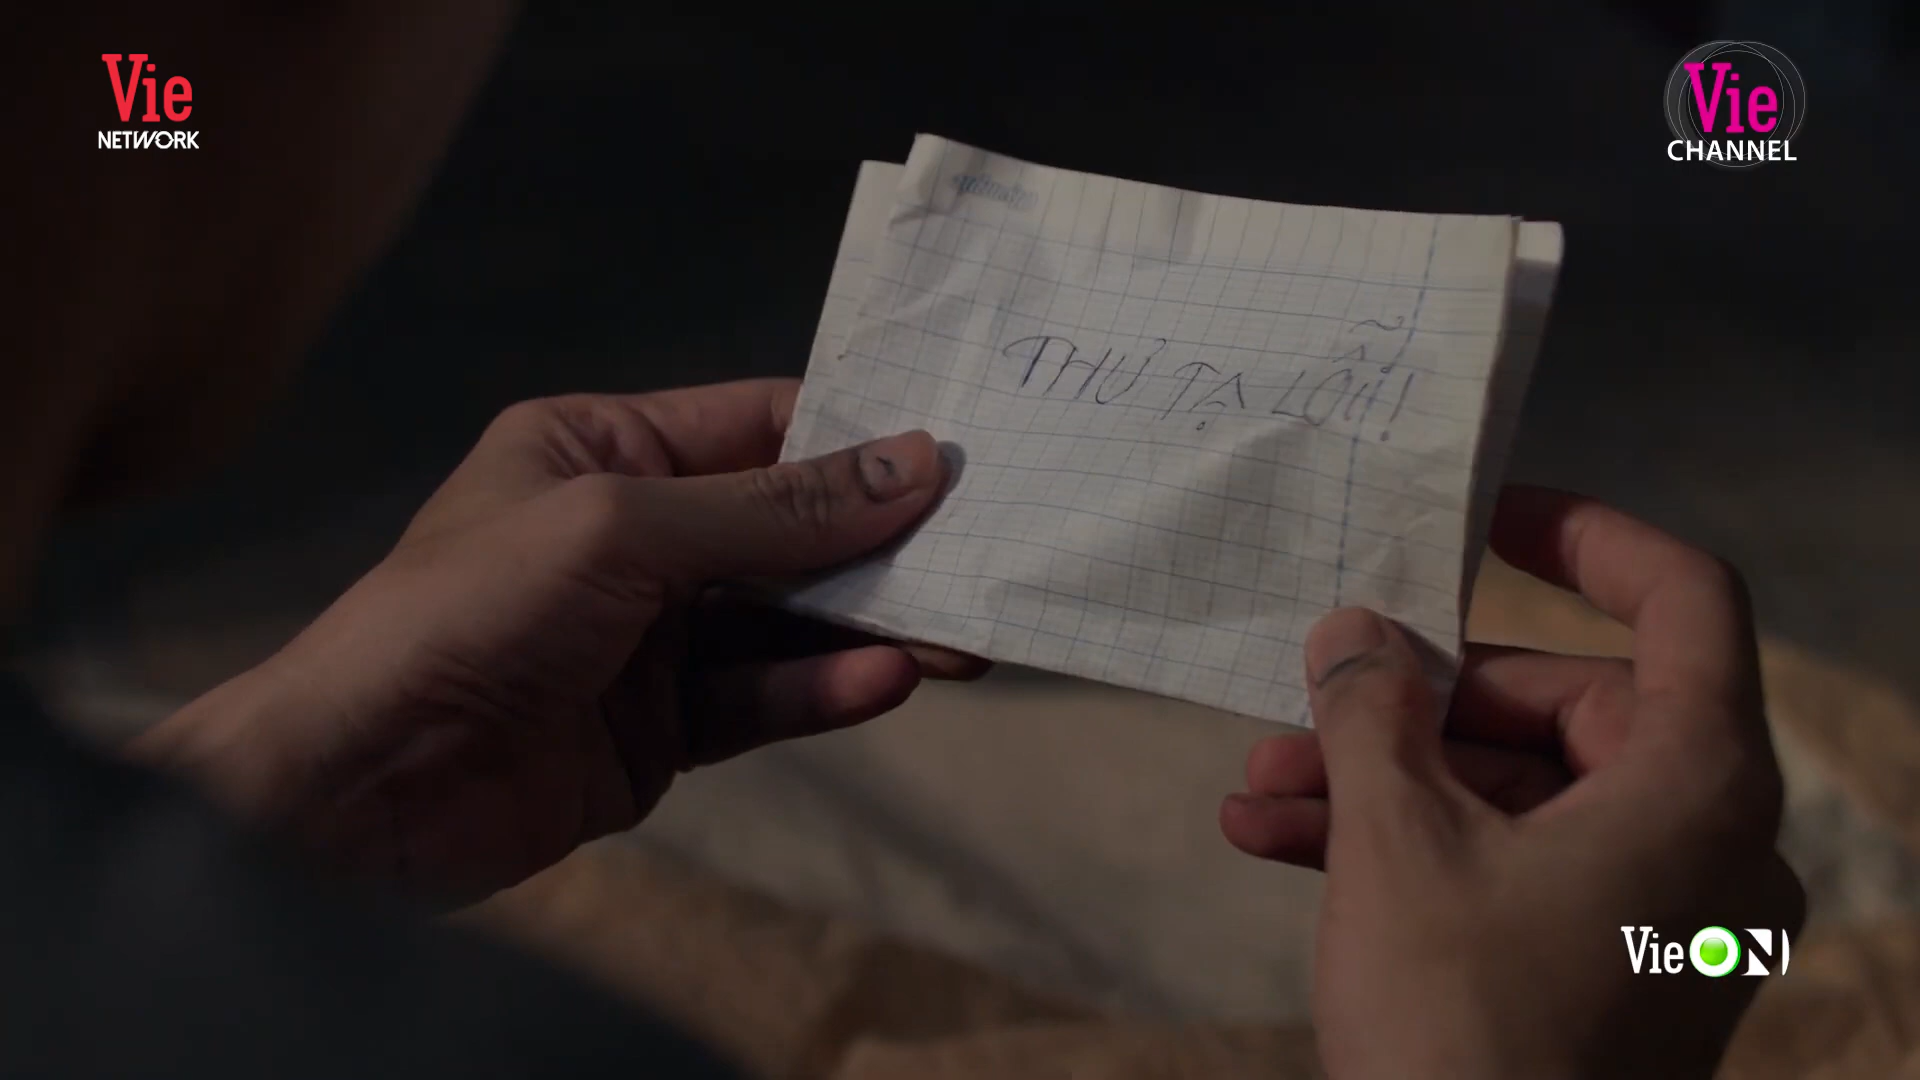 Vie
NETWORK
Vie
CHANNEL
THƯ TẠ LỖI!
VieON